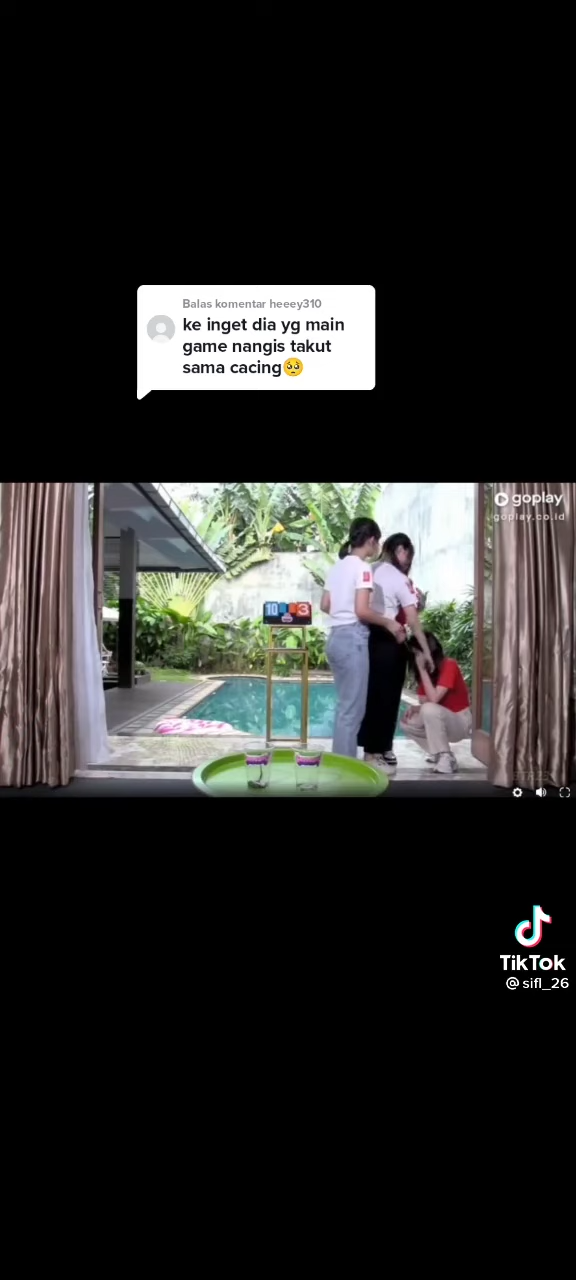 Balas komentar heeey310
ke inget dia yg main
game nangis takut
sama cacing🥺
goplay
goplay.co.id
10 3
TikTok
@sifl_26